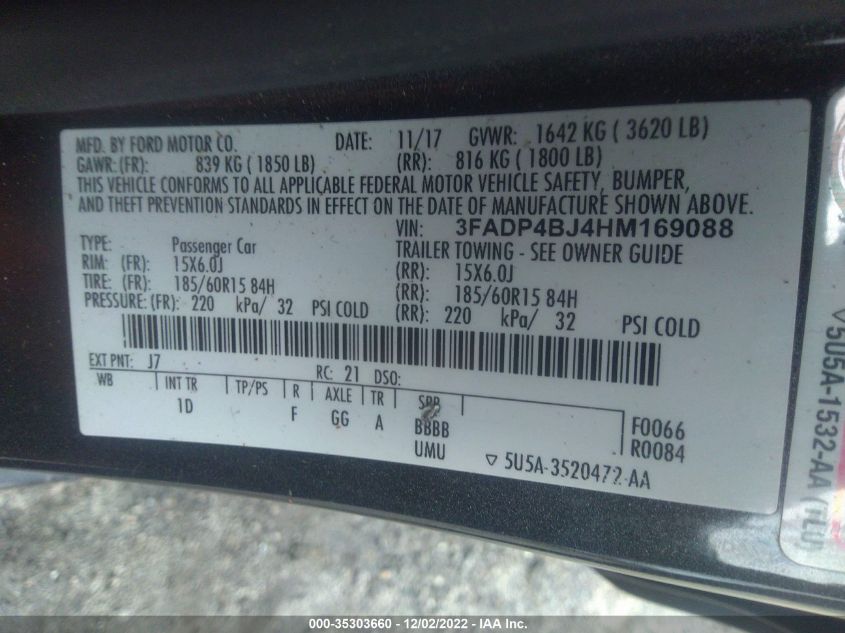 MFD. BY FORD MOTOR CO. DATE: 11/17 GVWR: 1642 KG ( 3620 LB)
GAWR: (FR): 839 KG ( 1850 LB) (RR): 816 KG ( 1800 LB)
THIS VEHICLE CONFORMS TO ALL APPLICABLE FEDERAL MOTOR VEHICLE SAFETY, BUMPER,
AND THEFT PREVENTION STANDARDS IN EFFECT ON THE DATE OF MANUFACTURE SHOWN ABOVE.
VIN: 3FADP4BJ4HM169088
TYPE: Passenger Car TRAILER TOWING - SEE OWNER GUIDE
RIM: (FR): 15X6.0J (RR): 15X6.0J
TIRE: (FR): 185/60R15 84H (RR): 185/60R15 84H
PRESSURE: (FR): 220 kPa/ 32 PSI COLD (RR): 220 kPa/ 32 PSI COLD
EXT PNT: J7 RC: 21 DSO:
WB INT TR TP/PS R AXLE TR SPR
1D F GG A BBBB F0066
UMU R0084
▽ 5U5A-3520472-AA
▽5U5A-1532-AA (FLU)
000-35303660 - 12/02/2022 - IAA Inc.